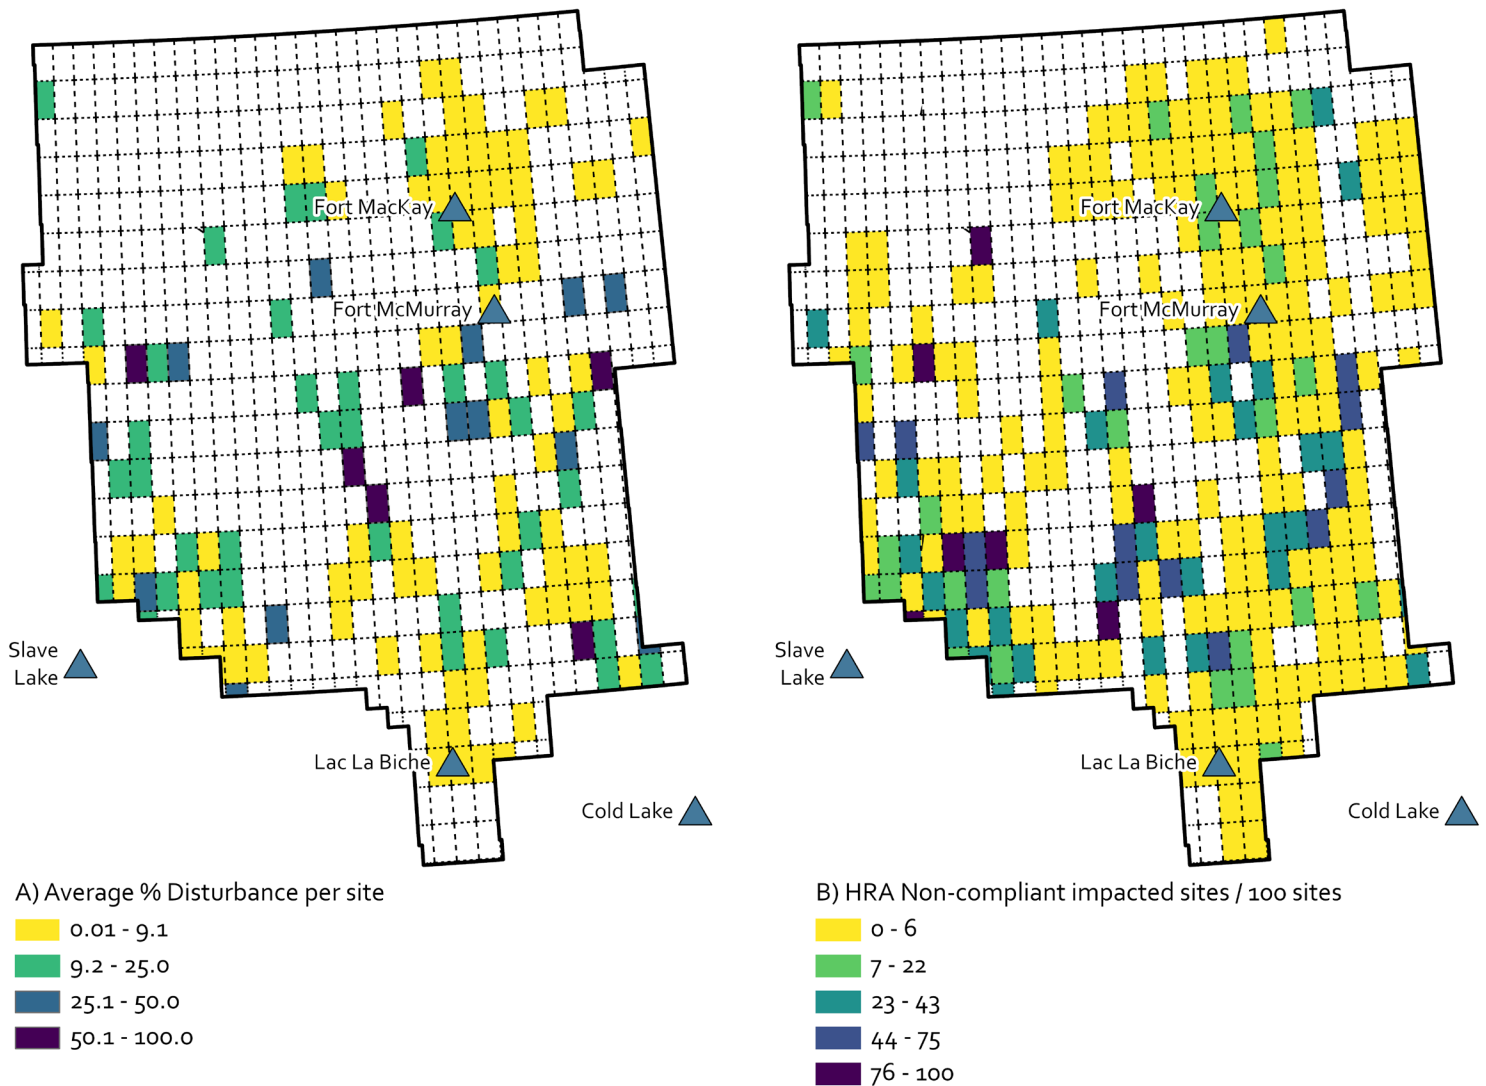 Fort MacKay
Fort McMurray
Slave
Lake
Lac La Biche
Cold Lake
A) Average % Disturbance per site
0.01 - 9.1
9.2 - 25.0
25.1 - 50.0
50.1 - 100.0
Fort MacKay
Fort McMurray
Slave
Lake
Lac La Biche
Cold Lake
B) HRA Non-compliant impacted sites / 100 sites
0 - 6
7 - 22
23 - 43
44 - 75
76 - 100